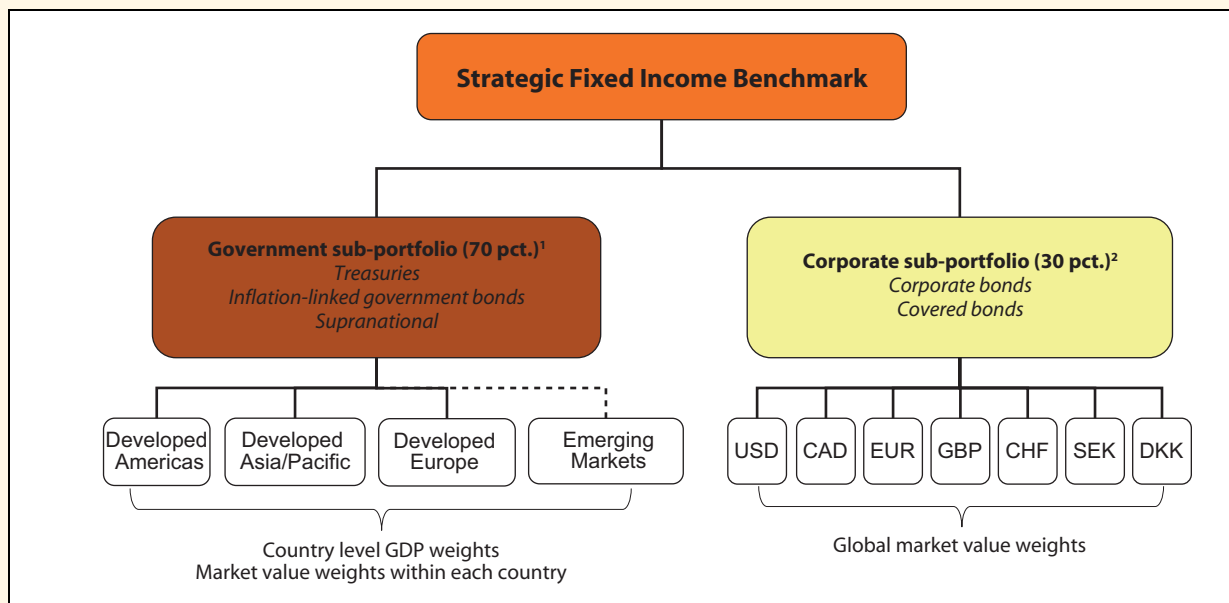 Strategic Fixed Income Benchmark
Government sub-portfolio (70 pct.)¹
Treasuries
Inflation-linked government bonds
Supranational
Corporate sub-portfolio (30 pct.)²
Corporate bonds
Covered bonds
Developed
Americas
Developed
Asia/Pacific
Developed
Europe
Emerging
Markets
USD
CAD
EUR
GBP
CHF
SEK
DKK
Country level GDP weights
Market value weights within each country
Global market value weights